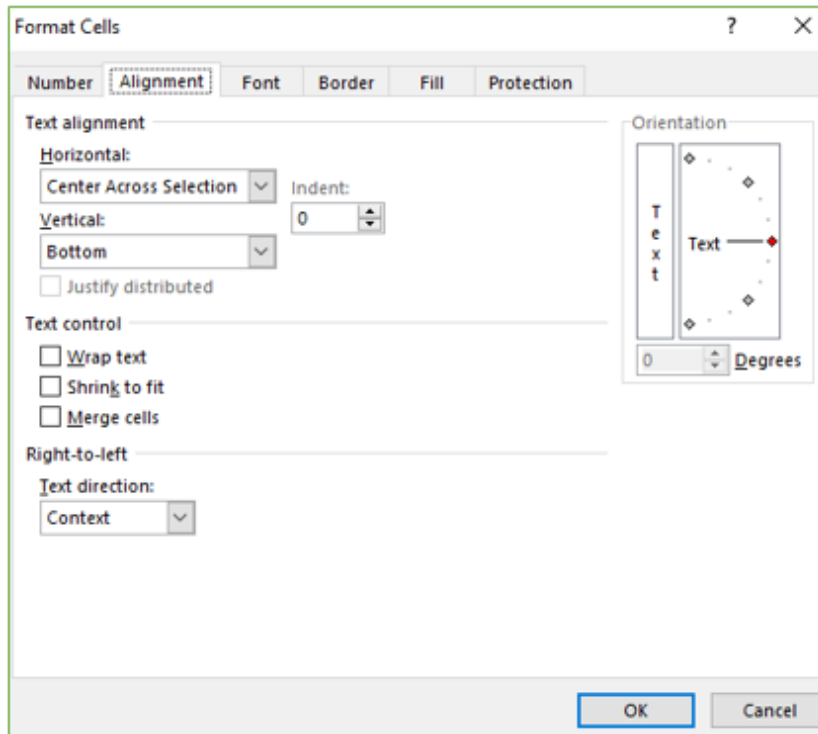 Format Cells ? ×
Number Alignment Font Border Fill Protection
Text alignment
Horizontal:
Center Across Selection
Indent:
0
Vertical:
Bottom
Justify distributed
Text control
Wrap text
Shrink to fit
Merge cells
Right-to-left
Text direction:
Context
Orientation
Text
Text
0 Degrees
OK Cancel